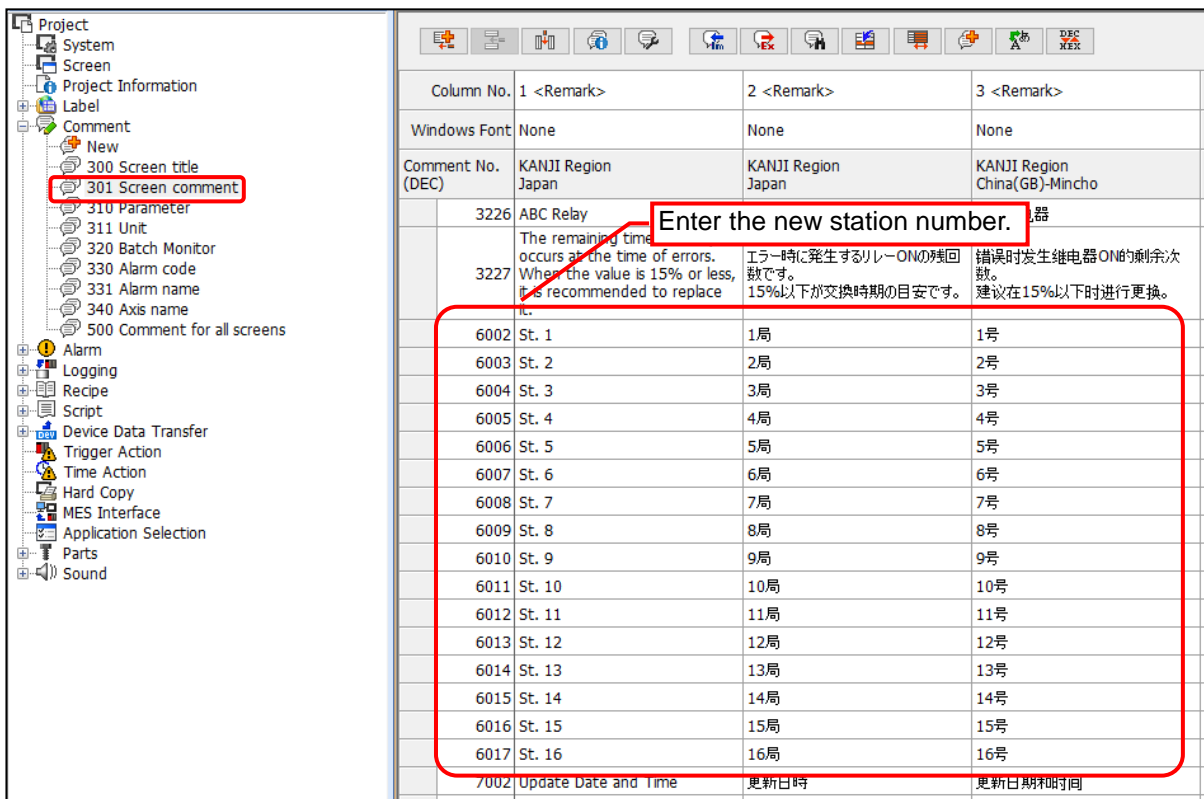 Project
System
Screen
Project Information
Label
Comment
New
300 Screen title
301 Screen comment
310 Parameter
311 Unit
320 Batch Monitor
330 Alarm code
331 Alarm name
340 Axis name
500 Comment for all screens
Alarm
Logging
Recipe
Script
Device Data Transfer
Trigger Action
Time Action
Hard Copy
MES Interface
Application Selection
Parts
Sound
DEC HEX
Column No. 1 <Remark> 2 <Remark> 3 <Remark>
Windows Font None None None
Comment No. KANJI Region KANJI Region KANJI Region
(DEC) Japan Japan China(GB)-Mincho
3226 ABC Relay 电器
Enter the new station number.
The remaining time
occurs at the time of errors. エラー時に発生するリレーONの残回 错误时发生继电器ON的剩余次
3227 When the value is 15% or less, 数です。 数。
it is recommended to replace 15%以下が交換時期の目安です。 建议在15%以下时进行更换。
it.
6002 St. 1 1局 1号
6003 St. 2 2局 2号
6004 St. 3 3局 3号
6005 St. 4 4局 4号
6006 St. 5 5局 5号
6007 St. 6 6局 6号
6008 St. 7 7局 7号
6009 St. 8 8局 8号
6010 St. 9 9局 9号
6011 St. 10 10局 10号
6012 St. 11 11局 11号
6013 St. 12 12局 12号
6014 St. 13 13局 13号
6015 St. 14 14局 14号
6016 St. 15 15局 15号
6017 St. 16 16局 16号
7002 Update Date and Time 更新日時 更新日期和时间